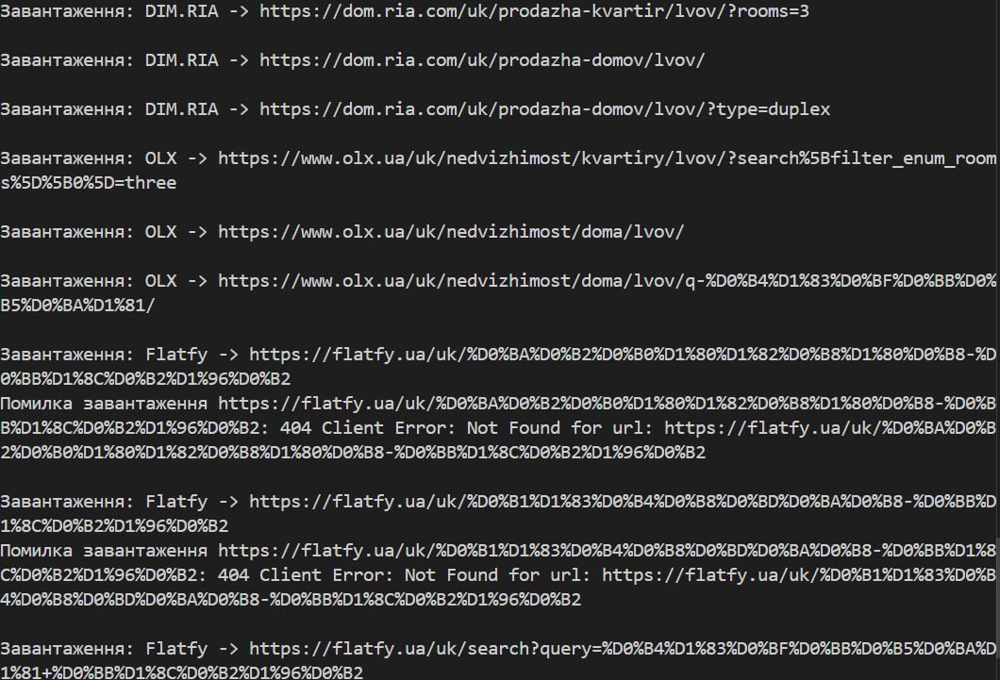 Завантаження: DIM.RIA -> https://dom.ria.com/uk/prodazha-kvartir/lvov/?rooms=3
Завантаження: DIM.RIA -> https://dom.ria.com/uk/prodazha-domov/lvov/
Завантаження: DIM.RIA -> https://dom.ria.com/uk/prodazha-domov/lvov/?type=duplex
Завантаження: OLX -> https://www.olx.ua/uk/nedvizhimost/kvartiry/lvov/?search%5Bfilter_enum_room
s%5D%5B0%5D=three
Завантаження: OLX -> https://www.olx.ua/uk/nedvizhimost/doma/lvov/
Завантаження: OLX -> https://www.olx.ua/uk/nedvizhimost/doma/lvov/q-%D0%B4%D1%83%D0%BF%D0%BB%D0%
B5%D0%BA%D1%81/
Завантаження: Flatfy -> https://flatfy.ua/uk/%D0%BA%D0%B2%D0%B0%D1%80%D1%82%D0%B8%D1%80%D0%B8-%D
0%BB%D1%8C%D0%B2%D1%96%D0%B2
Помилка завантаження https://flatfy.ua/uk/%D0%BA%D0%B2%D0%B0%D1%80%D1%82%D0%B8%D1%80%D0%B8-%D0%B
B%D1%8C%D0%B2%D1%96%D0%B2: 404 Client Error: Not Found for url: https://flatfy.ua/uk/%D0%BA%D0%B
2%D0%B0%D1%80%D1%82%D0%B8%D1%80%D0%B8-%D0%BB%D1%8C%D0%B2%D1%96%D0%B2
Завантаження: Flatfy -> https://flatfy.ua/uk/%D0%B1%D1%83%D0%B4%D0%B8%D0%BD%D0%BA%D0%B8-%D0%BB%D
1%8C%D0%B2%D1%96%D0%B2
Помилка завантаження https://flatfy.ua/uk/%D0%B1%D1%83%D0%B4%D0%B8%D0%BD%D0%BA%D0%B8-%D0%BB%D1%8
C%D0%B2%D1%96%D0%B2: 404 Client Error: Not Found for url: https://flatfy.ua/uk/%D0%B1%D1%83%D0%B
4%D0%B8%D0%BD%D0%BA%D0%B8-%D0%BB%D1%8C%D0%B2%D1%96%D0%B2
Завантаження: Flatfy -> https://flatfy.ua/uk/search?query=%D0%B4%D1%83%D0%BF%D0%BB%D0%B5%D0%BA%D
1%81+%D0%BB%D1%8C%D0%B2%D1%96%D0%B2